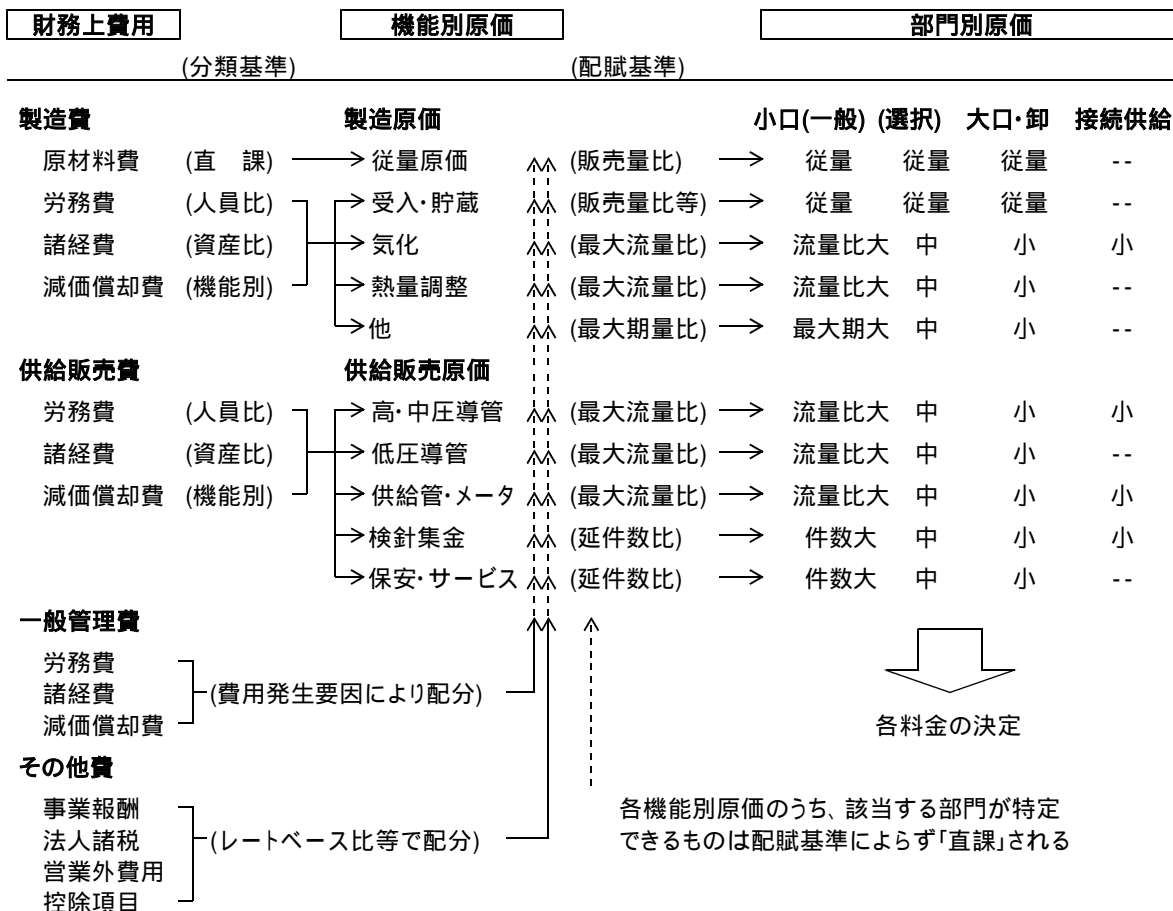 財務上費用 機能別原価 部門別原価
(分類基準) (配賦基準)
製造費 製造原価 小口(一般) (選択) 大口・卸 接続供給
原材料費 (直 課) 従量原価 (販売量比) 従量 従量 従量 --
労務費 (人員比) 受入・貯蔵 (販売量比等) 従量 従量 従量 --
諸経費 (資産比) 気化 (最大流量比) 流量比大 中 小 小
減価償却費 (機能別) 熱量調整 (最大流量比) 流量比大 中 小 --
他 (最大期量比) 最大期大 中 小 --
供給販売費 供給販売原価
労務費 (人員比) 高・中圧導管 (最大流量比) 流量比大 中 小 小
諸経費 (資産比) 低圧導管 (最大流量比) 流量比大 中 小 --
減価償却費 (機能別) 供給管・メータ (最大流量比) 流量比大 中 小 小
検針集金 (延件数比) 件数大 中 小 小
保安・サービス (延件数比) 件数大 中 小 --
一般管理費
労務費
諸経費 (費用発生要因により配分)
減価償却費
各料金の決定
その他費
事業報酬
法人諸税 (レートベース比等で配分)
営業外費用
控除項目
各機能別原価のうち、該当する部門が特定
できるものは配賦基準によらず「直課」される